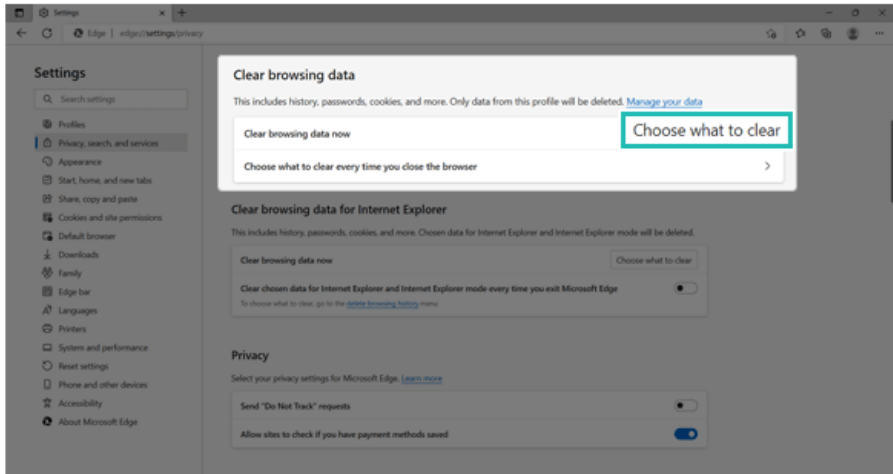 Settings
Edge | edge://settings/privacy
Settings
Search settings
Profiles
Privacy, search, and services
Appearance
Start, home, and new tabs
Share, copy and paste
Cookies and site permissions
Default browser
Downloads
Family
Edge bar
Languages
Printers
System and performance
Reset settings
Phone and other devices
Accessibility
About Microsoft Edge
Clear browsing data
This includes history, passwords, cookies, and more. Only data from this profile will be deleted. Manage your data
Clear browsing data now
Choose what to clear
Choose what to clear every time you close the browser
Clear browsing data for Internet Explorer
This includes history, passwords, cookies, and more. Chosen data for Internet Explorer and Internet Explorer mode will be deleted.
Clear browsing data now
Choose what to clear
Clear chosen data for Internet Explorer and Internet Explorer mode every time you exit Microsoft Edge
To choose what to clear, go to the delete browsing history menu
Privacy
Select your privacy settings for Microsoft Edge. Learn more
Send "Do Not Track" requests
Allow sites to check if you have payment methods saved